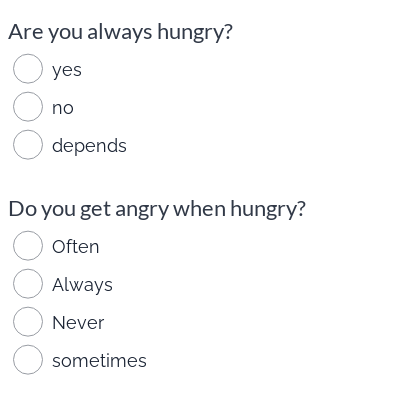 Are you always hungry?
yes
no
depends
Do you get angry when hungry?
Often
Always
Never
sometimes